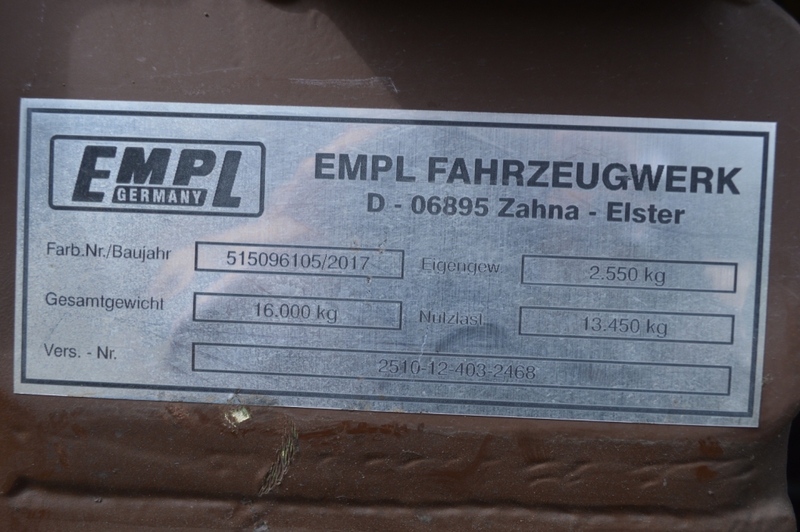 EMPL
GERMANY
EMPL FAHRZEUGWERK
D - 06895 Zahna - Elster
Farb.Nr./Baujahr 515096105/2017 Eigengew. 2.550 kg
Gesamtgewicht 16.000 kg Nutzlast 13.450 kg
Vers. - Nr. 2510-12-403-2468